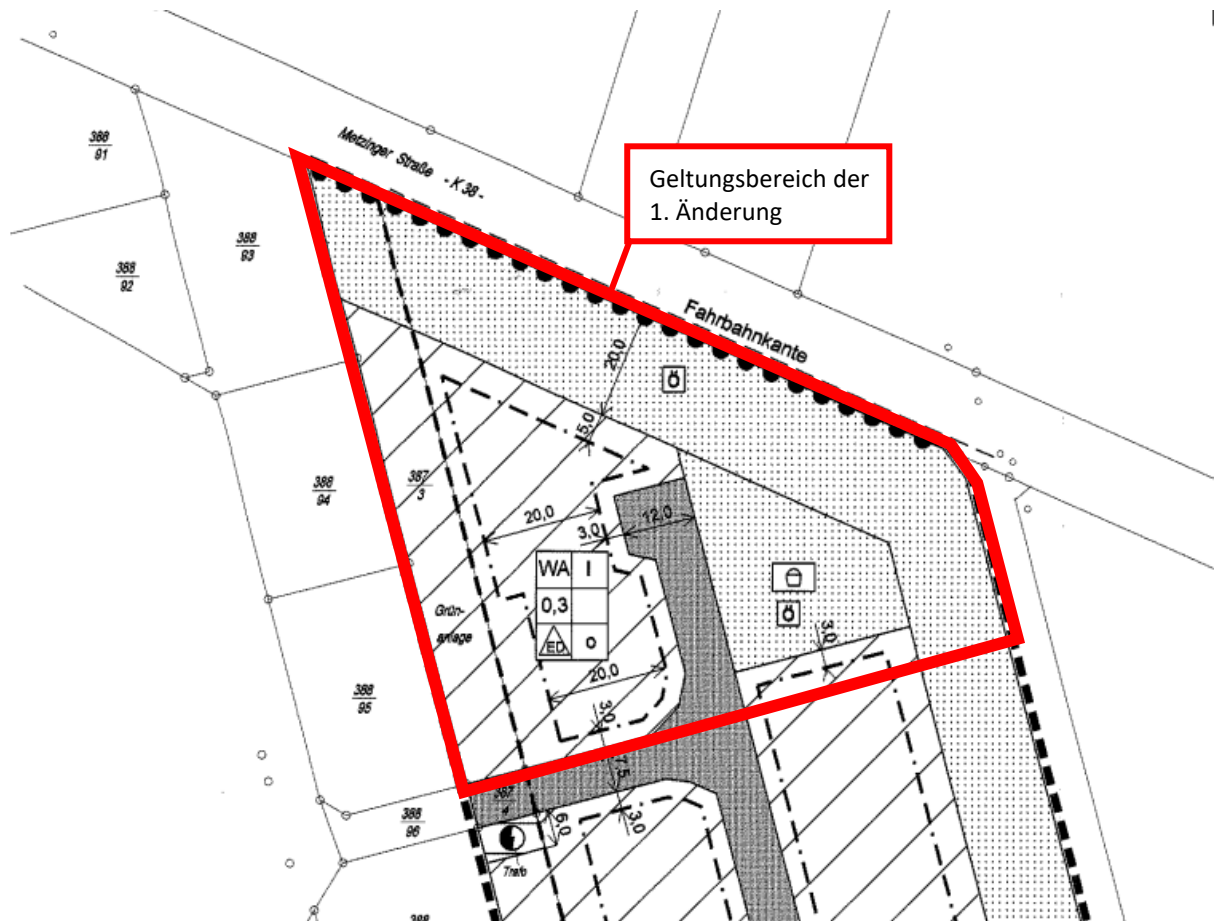 388
91
Metzinger Straße - K 38 -
Geltungsbereich der
1. Änderung
388
93
388
92
Fahrbahnkante
20,0
ö
5,0
387
3
388
94
20,0
12,0
3,0
WA I
0,3
ED o
Grün-
anlage
ö
3,0
20,0
388
95
3,0
7,5
4
3,0
6,0
388
96
Trafo
388